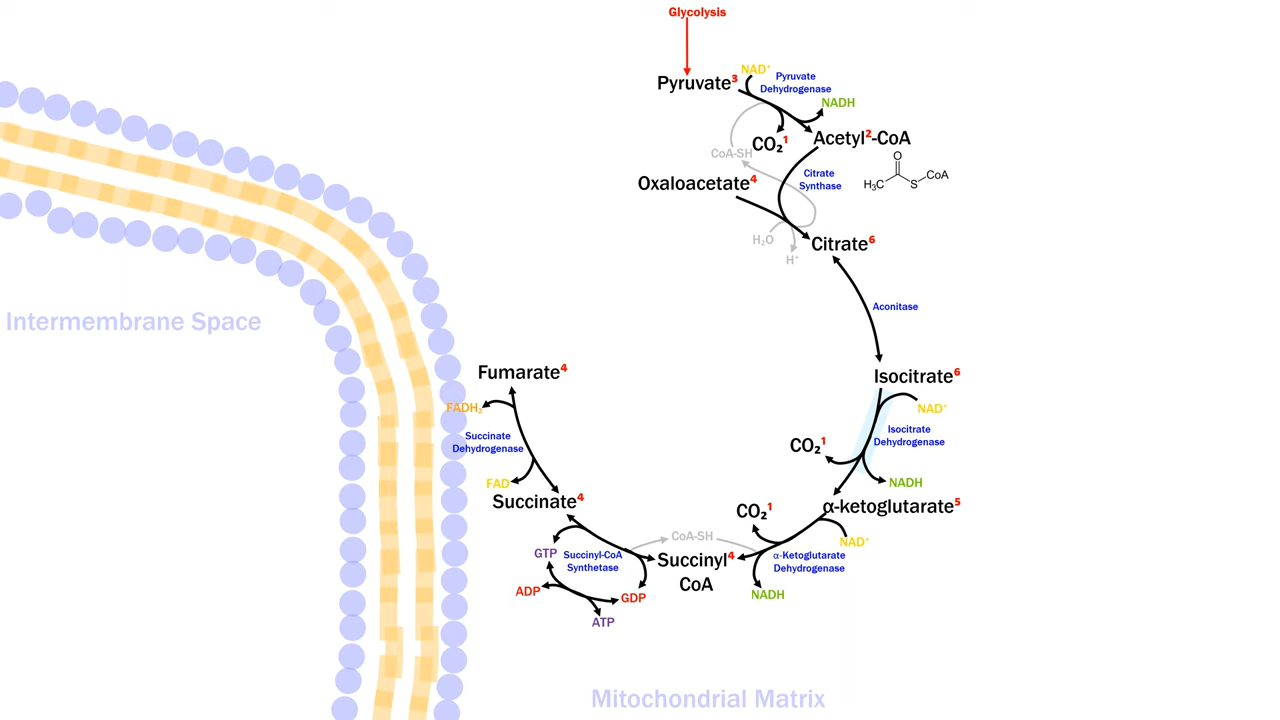 Glycolysis
Pyruvate³
NAD⁺
Pyruvate
Dehydrogenase
NADH
CO₂¹
Acetyl²-CoA
CoA-SH
O
H₃C
S
CoA
Oxaloacetate⁴
Citrate
Synthase
H₂O
H⁺
Citrate⁶
Aconitase
Intermembrane Space
Isocitrate⁶
NAD⁺
Isocitrate
Dehydrogenase
CO₂¹
NADH
α-ketoglutarate⁵
CO₂¹
NAD⁺
α-Ketoglutarate
Dehydrogenase
NADH
CoA-SH
Succinyl⁴
CoA
Fumarate⁴
FADH₂
Succinate
Dehydrogenase
FAD
Succinate⁴
GTP
Succinyl-CoA
Synthetase
ADP
GDP
ATP
Mitochondrial Matrix